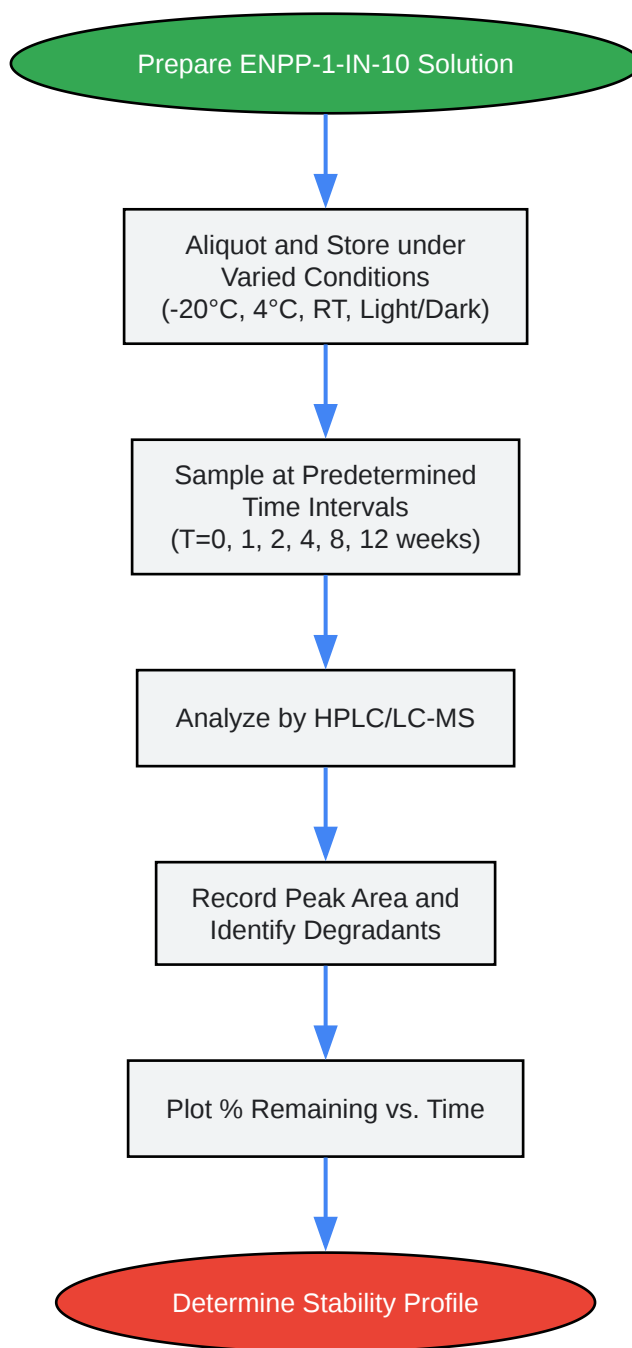 Prepare ENPP-1-IN-10 Solution
Aliquot and Store under
Varied Conditions
(-20°C, 4°C, RT, Light/Dark)
Sample at Predetermined
Time Intervals
(T=0, 1, 2, 4, 8, 12 weeks)
Analyze by HPLC/LC-MS
Record Peak Area and
Identify Degradants
Plot % Remaining vs. Time
Determine Stability Profile